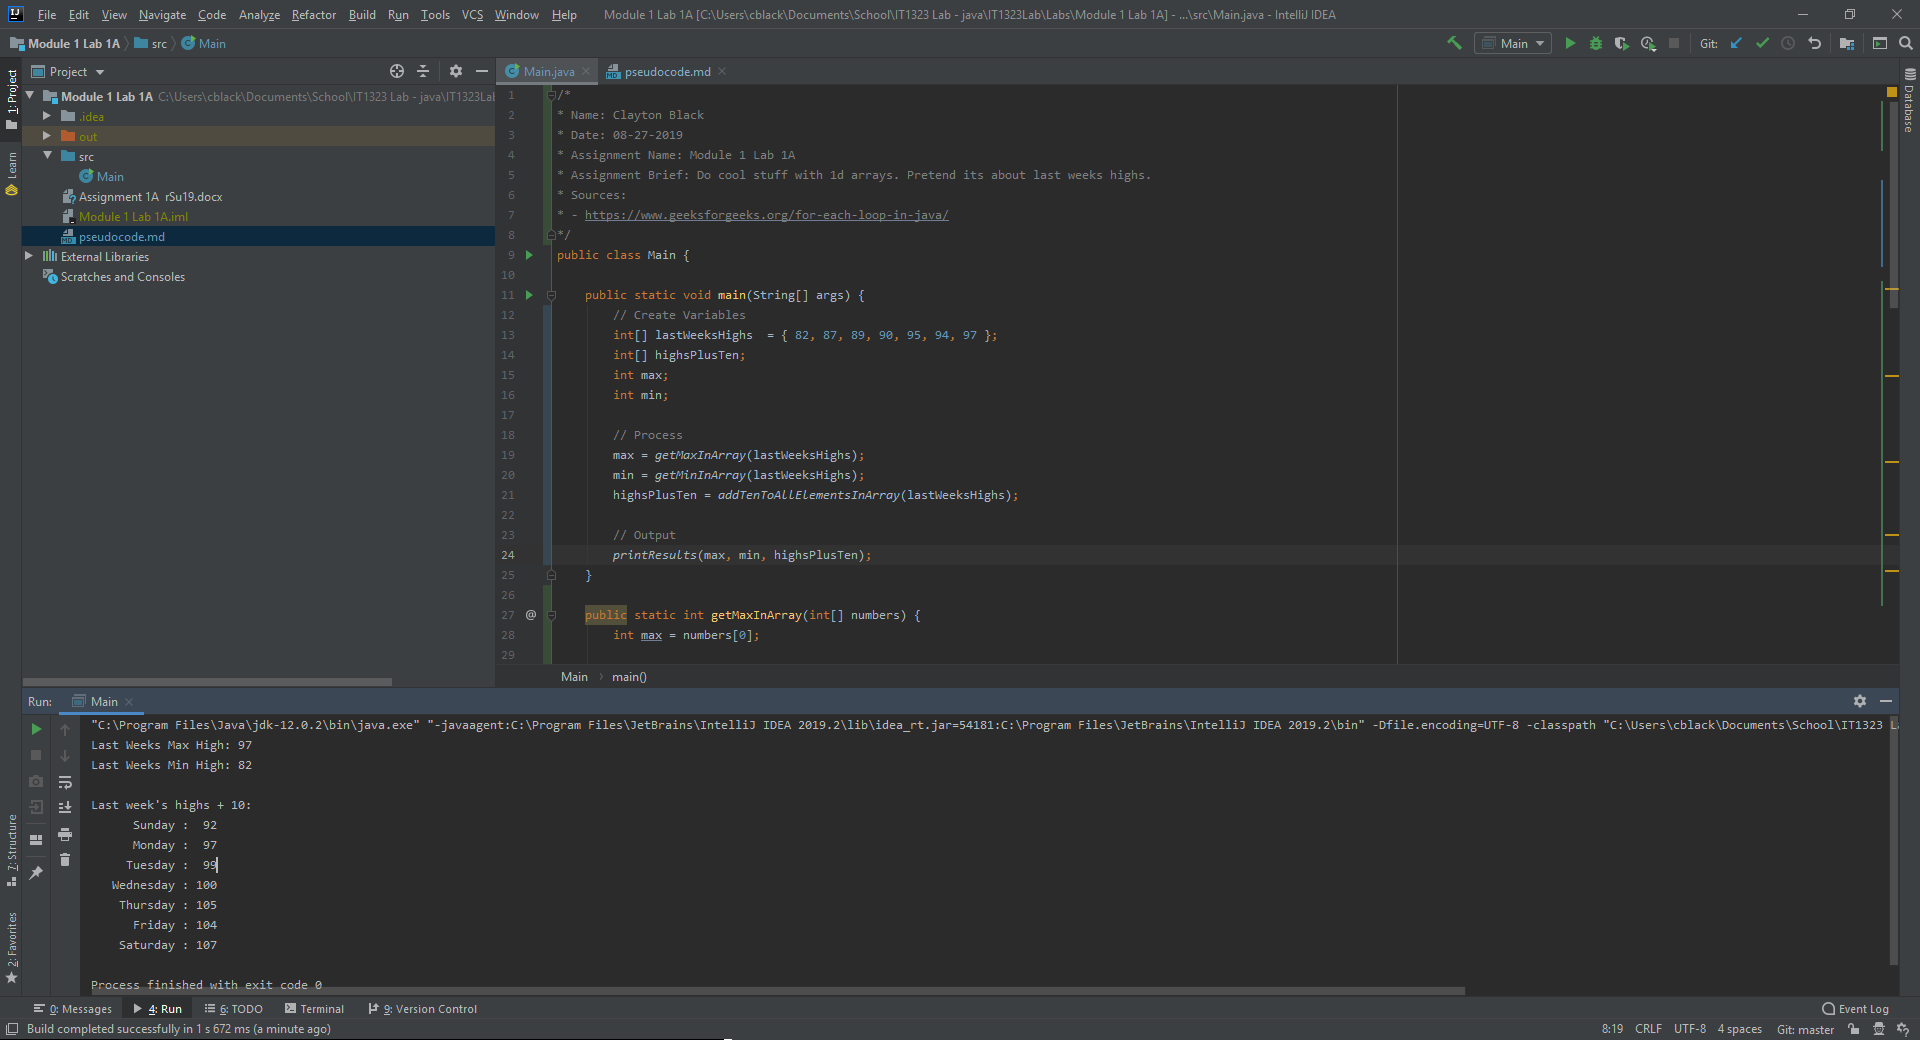 File Edit View Navigate Code Analyze Refactor Build Run Tools VCS Window Help Module 1 Lab 1A [C:\Users\cblack\Documents\School\IT1323 Lab - java\IT1323Lab\Labs\Module 1 Lab 1A] - ...\src\Main.java - IntelliJ IDEA
Module 1 Lab 1A src Main
Main Git:
Project
Main.java pseudocode.md
1: Project
Learn
7: Structure
2: Favorites
Database
Module 1 Lab 1A C:\Users\cblack\Documents\School\IT1323 Lab - java\IT1323Lal
.idea
out
src
Main
Assignment 1A rSu19.docx
Module 1 Lab 1A.iml
pseudocode.md
External Libraries
Scratches and Consoles
1 /*
2 * Name: Clayton Black
3 * Date: 08-27-2019
4 * Assignment Name: Module 1 Lab 1A
5 * Assignment Brief: Do cool stuff with 1d arrays. Pretend its about last weeks highs.
6 * Sources:
7 * - https://www.geeksforgeeks.org/for-each-loop-in-java/
8 */
9 public class Main {
10
11 public static void main(String[] args) {
12 // Create Variables
13 int[] lastWeeksHighs = { 82, 87, 89, 90, 95, 94, 97 };
14 int[] highsPlusTen;
15 int max;
16 int min;
17
18 // Process
19 max = getMaxInArray(lastWeeksHighs);
20 min = getMinInArray(lastWeeksHighs);
21 highsPlusTen = addTenToAllElementsInArray(lastWeeksHighs);
22
23 // Output
24 printResults(max, min, highsPlusTen);
25 }
26
27 @ public static int getMaxInArray(int[] numbers) {
28 int max = numbers[0];
29
Main main()
Run: Main
"C:\Program Files\Java\jdk-12.0.2\bin\java.exe" "-javaagent:C:\Program Files\JetBrains\IntelliJ IDEA 2019.2\lib\idea_rt.jar=54181:C:\Program Files\JetBrains\IntelliJ IDEA 2019.2\bin" -Dfile.encoding=UTF-8 -classpath "C:\Users\cblack\Documents\School\IT1323 La
Last Weeks Max High: 97
Last Weeks Min High: 82
Last week's highs + 10:
Sunday : 92
Monday : 97
Tuesday : 99
Wednesday : 100
Thursday : 105
Friday : 104
Saturday : 107
Process finished with exit code 0
0: Messages 4: Run 6: TODO Terminal 9: Version Control Event Log
Build completed successfully in 1 s 672 ms (a minute ago) 8:19 CRLF UTF-8 4 spaces Git: master